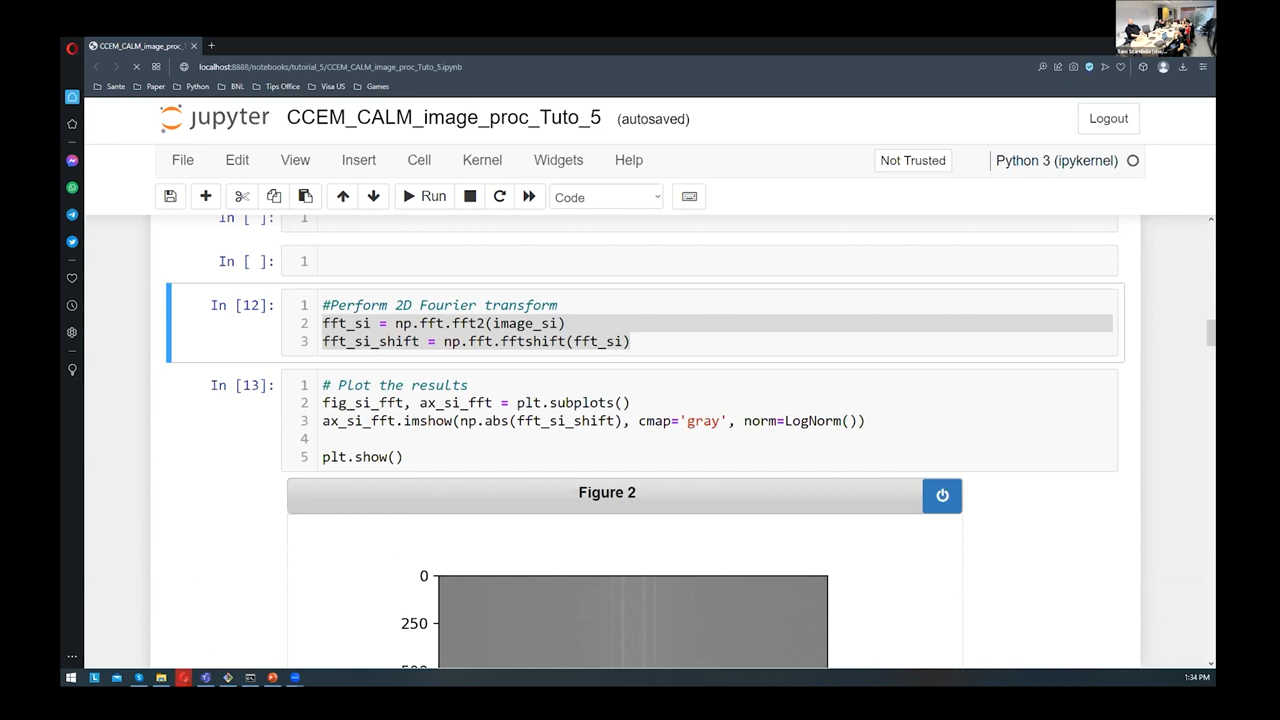 CCEM_CALM_image_proc_
localhost:8888/notebooks/tutorial_5/CCEM_CALM_image_proc_Tuto_5.ipynb
Sante Paper Python BNL Tips Office Visa US Games
jupyter CCEM_CALM_image_proc_Tuto_5 (autosaved) Logout
File Edit View Insert Cell Kernel Widgets Help Not Trusted Python 3 (ipykernel)
Run Code
In [ ]: 1
In [ ]: 1
In [12]: 1 #Perform 2D Fourier transform
2 fft_si = np.fft.fft2(image_si)
3 fft_si_shift = np.fft.fftshift(fft_si)
In [13]: 1 # Plot the results
2 fig_si_fft, ax_si_fft = plt.subplots()
3 ax_si_fft.imshow(np.abs(fft_si_shift), cmap='gray', norm=LogNorm())
4
5 plt.show()
Figure 2
0
250
500
1:34 PM